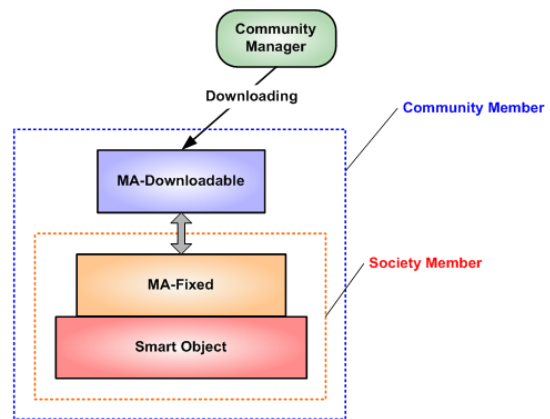 Community
Manager
Downloading
Community Member
MA-Downloadable
Society Member
MA-Fixed
Smart Object